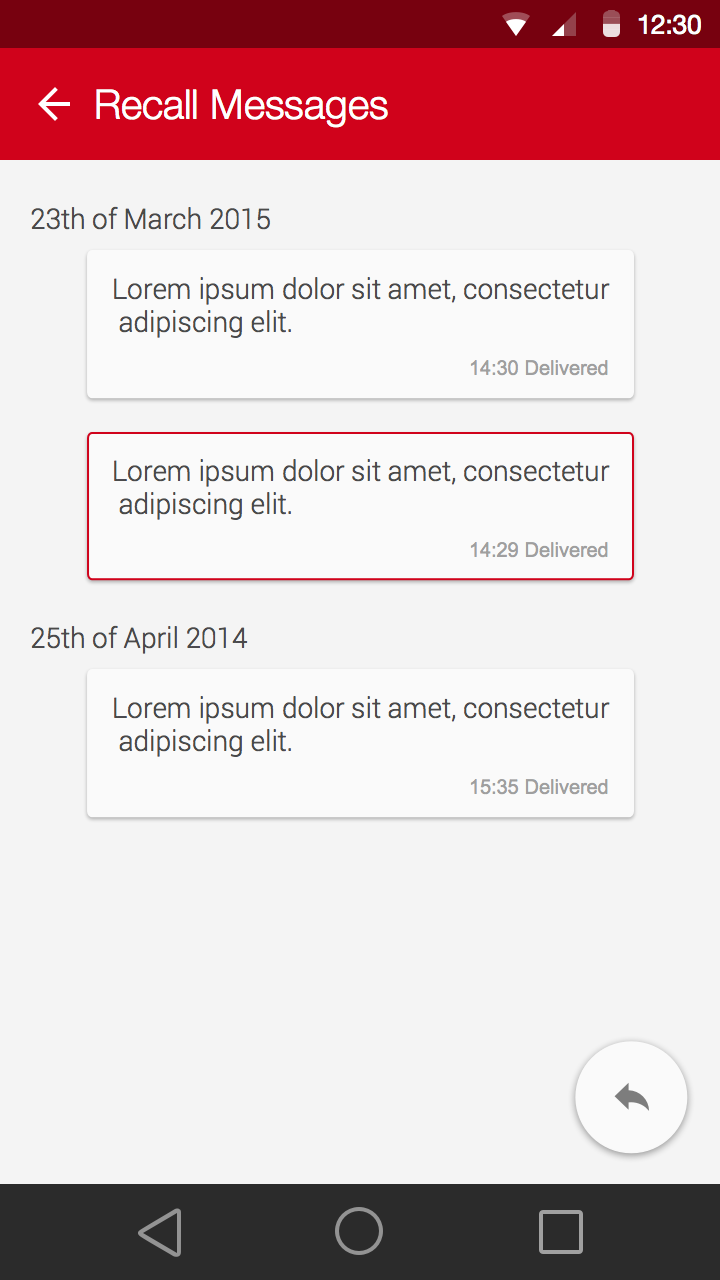 12:30
Recall Messages
23th of March 2015
Lorem ipsum dolor sit amet, consectetur
adipiscing elit.
14:30 Delivered
Lorem ipsum dolor sit amet, consectetur
adipiscing elit.
14:29 Delivered
25th of April 2014
Lorem ipsum dolor sit amet, consectetur
adipiscing elit.
15:35 Delivered